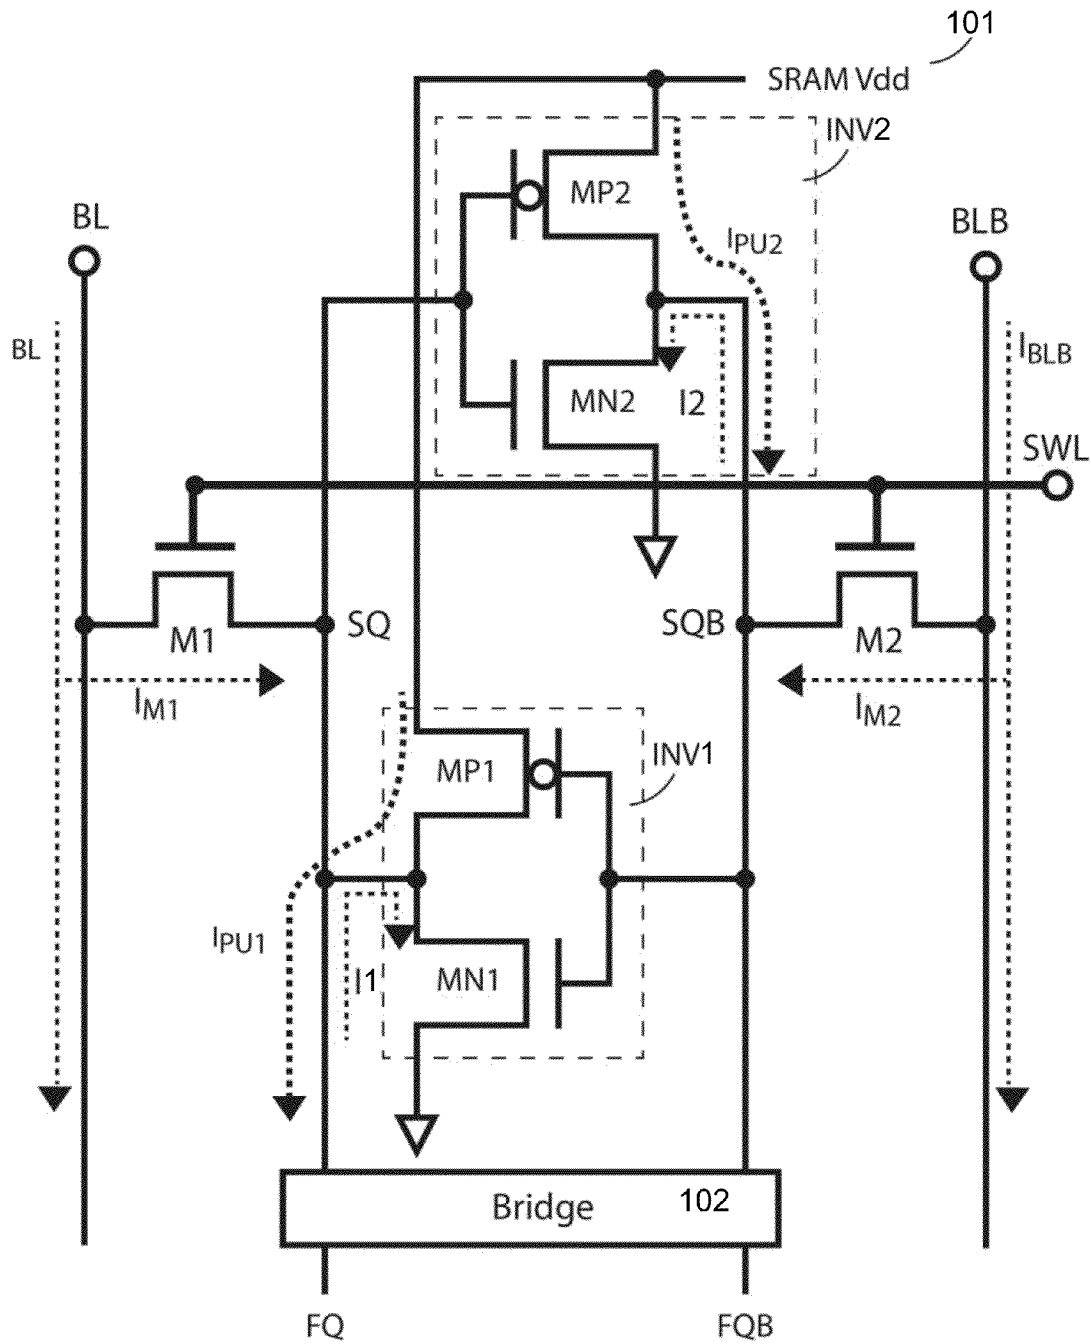 101
SRAM Vdd
INV2
MP2
BL
BLB
IPU2
BL
IBLB
MN2
I2
SWL
SQ
SQB
M1
M2
IM1
IM2
MP1
INV1
IPU1
I1
MN1
Bridge 102
FQ
FQB